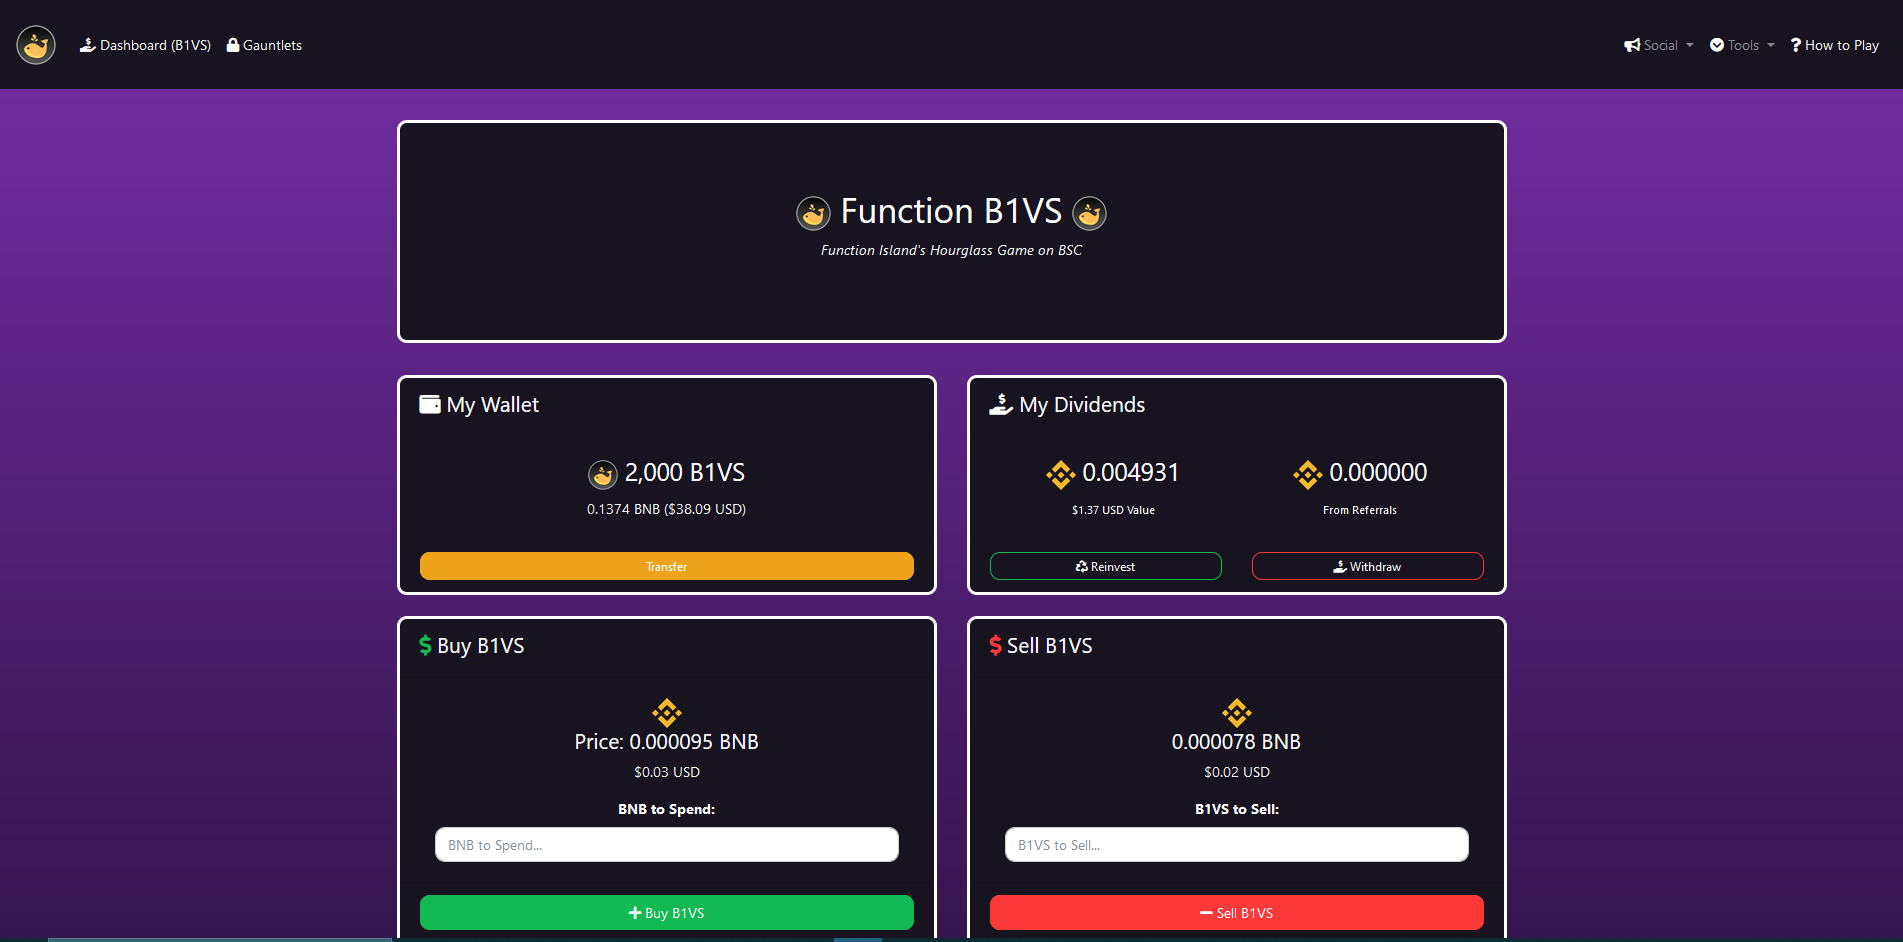 Dashboard (B1VS) Gauntlets Social Tools How to Play
Function B1VS
Function Island's Hourglass Game on BSC
My Wallet
2,000 B1VS
0.1374 BNB ($38.09 USD)
Transfer
My Dividends
0.004931
$1.37 USD Value
0.000000
From Referrals
Reinvest
Withdraw
$ Buy B1VS
Price: 0.000095 BNB
$0.03 USD
BNB to Spend:
BNB to Spend...
+ Buy B1VS
$ Sell B1VS
0.000078 BNB
$0.02 USD
B1VS to Sell:
B1VS to Sell...
− Sell B1VS